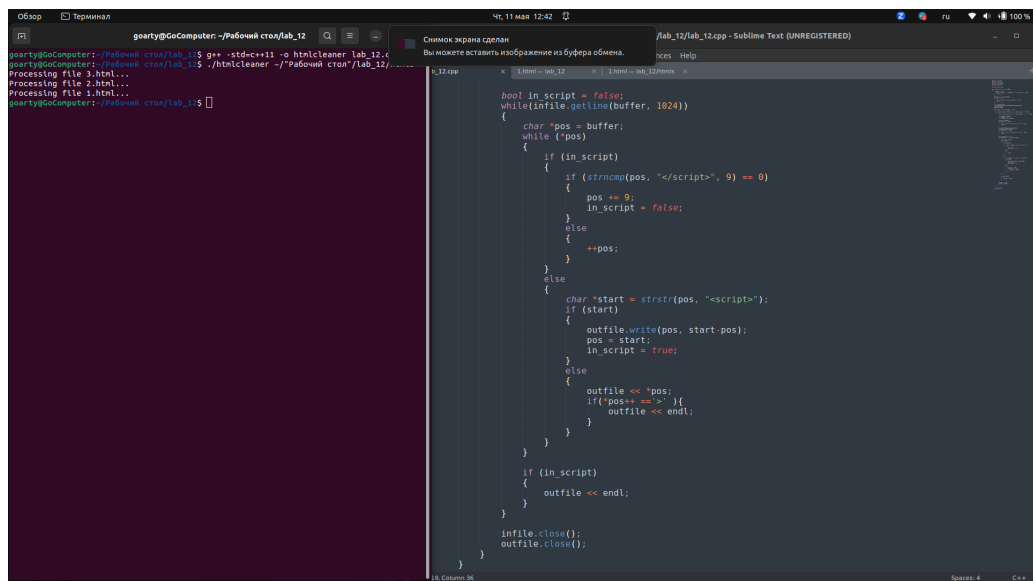 Обзор
Терминал
Чт, 11 мая 12:42
ru
100 %
goarty@GoComputer: ~/Рабочий стол/lab_12
Снимок экрана сделан
Вы можете вставить изображение из буфера обмена.
/lab_12/lab_12.cpp - Sublime Text (UNREGISTERED)
goarty@GoComputer:~/Рабочий стол/lab_12$ g++ -std=c++11 -o htmlcleaner lab_12.c
goarty@GoComputer:~/Рабочий стол/lab_12$ ./htmlcleaner ~/"Рабочий стол"/lab_12/htmls
Processing file 3.html...
Processing file 2.html...
Processing file 1.html...
goarty@GoComputer:~/Рабочий стол/lab_12$
nces Help
b_12.cpp × 1.html — lab_12 × 1.html — lab_12/htmls ×
bool in_script = false;
while(infile.getline(buffer, 1024))
{
char *pos = buffer;
while (*pos)
{
if (in_script)
{
if (strncmp(pos, "</script>", 9) == 0)
{
pos += 9;
in_script = false;
}
else
{
++pos;
}
}
else
{
char *start = strstr(pos, "<script>");
if (start)
{
outfile.write(pos, start-pos);
pos = start;
in_script = true;
}
else
{
outfile << *pos;
if(*pos++ =='>' ){
outfile << endl;
}
}
}
}
if (in_script)
{
outfile << endl;
}
}
infile.close();
outfile.close();
}
}
19, Column 36
Spaces: 4
C++